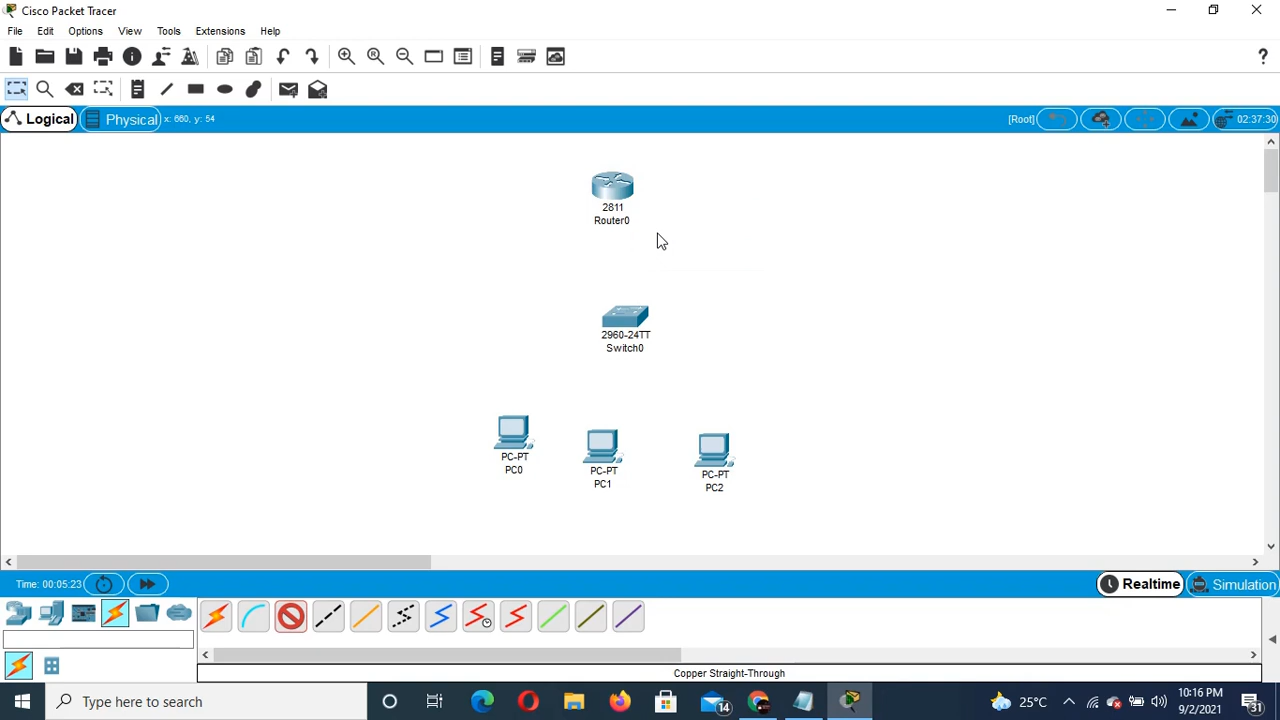 Cisco Packet Tracer
File Edit Options View Tools Extensions Help
?
Logical Physical x: 660, y: 54 [Root] 02:37:30
2811
Router0
2960-24TT
Switch0
PC-PT
PC0
PC-PT
PC1
PC-PT
PC2
Time: 00:05:23 Realtime Simulation
Copper Straight-Through
Type here to search
14
25°C
10:16 PM
9/2/2021
31